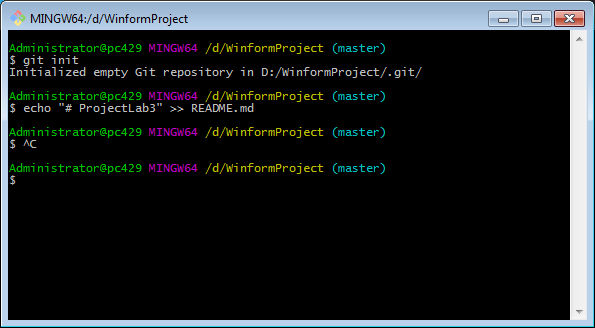 MINGW64:/d/WinformProject
Administrator@pc429 MINGW64 /d/WinformProject (master)
$ git init
Initialized empty Git repository in D:/WinformProject/.git/
Administrator@pc429 MINGW64 /d/WinformProject (master)
$ echo "# ProjectLab3" >> README.md
Administrator@pc429 MINGW64 /d/WinformProject (master)
$ ^C
Administrator@pc429 MINGW64 /d/WinformProject (master)
$